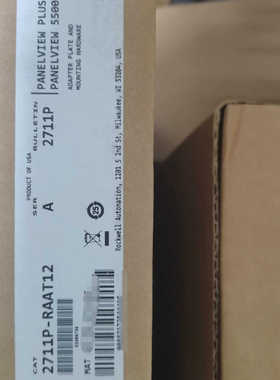 PANELVIEW PLUS
PANELVIEW 5500
ADAPTER PLATE AND
MOUNTING HARDWARE
BULLETIN
2711P
PRODUCT OF USA
SER
A
25
Rockwell Automation, 1201 S 2nd St, Milwaukee, WI 53204, USA
CAT
2711P-RAAT12
MAT